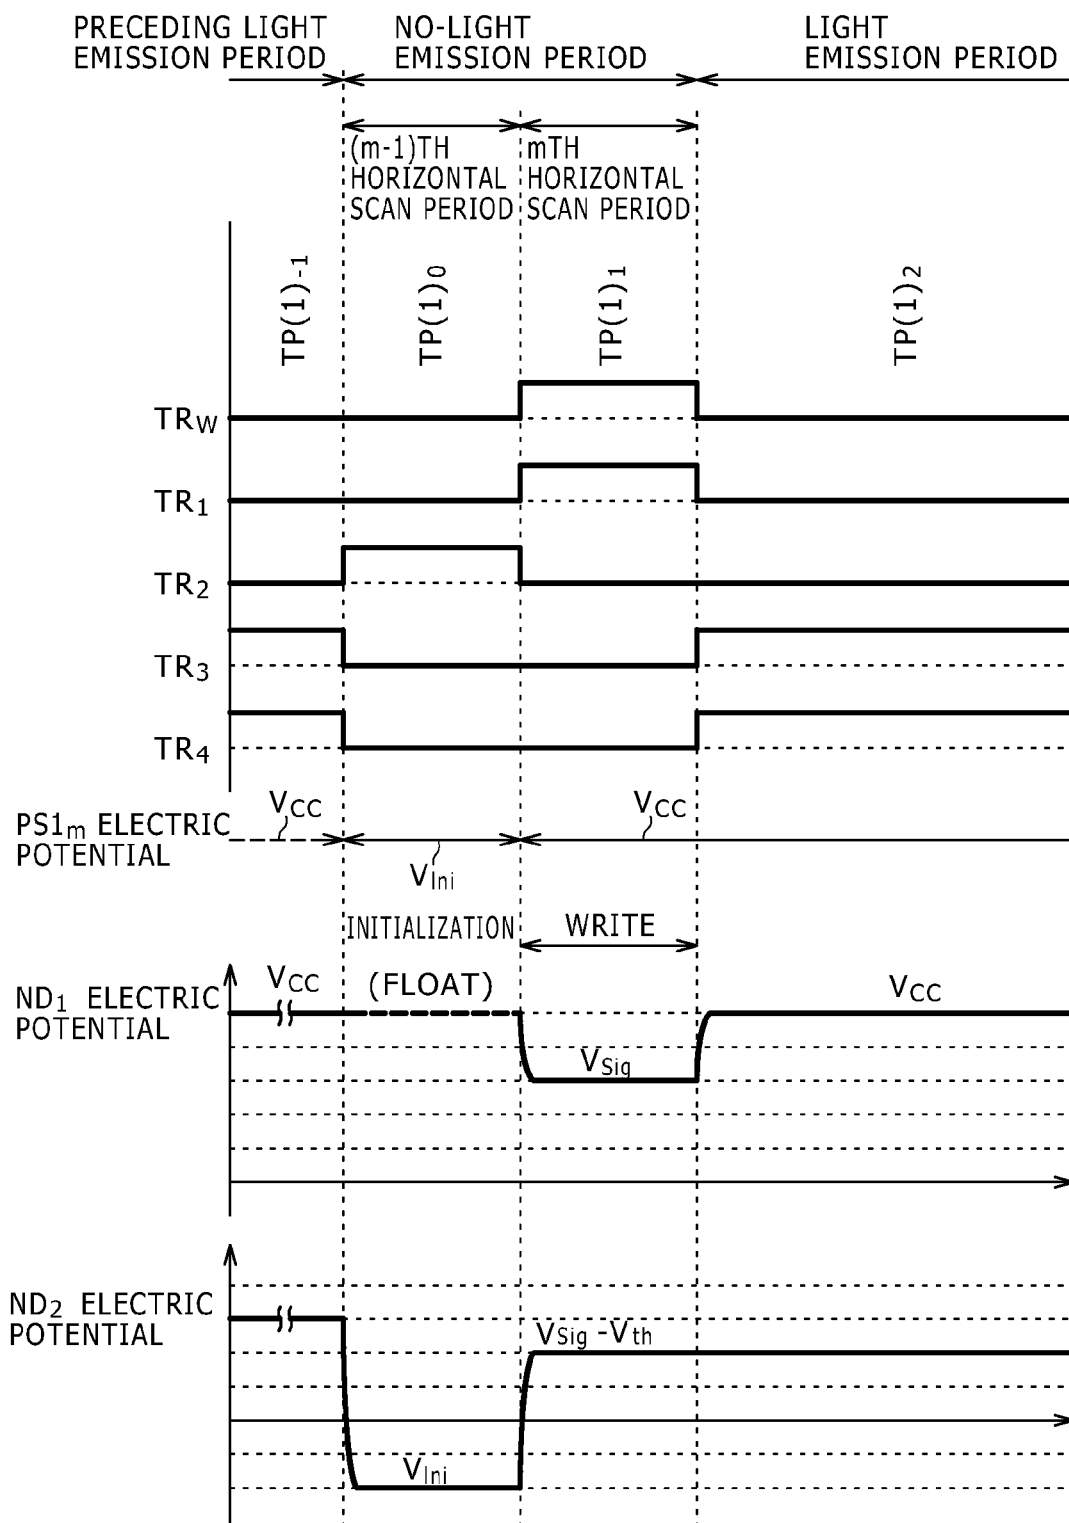 PRECEDING LIGHT
EMISSION PERIOD
NO-LIGHT
EMISSION PERIOD
LIGHT
EMISSION PERIOD
(m-1)TH
HORIZONTAL
SCAN PERIOD
mTH
HORIZONTAL
SCAN PERIOD
TP(1)-1
TP(1)0
TP(1)1
TP(1)2
TRW
TR1
TR2
TR3
TR4
PS1m ELECTRIC
POTENTIAL
VCC
VIni
VCC
INITIALIZATION
WRITE
ND1 ELECTRIC
POTENTIAL
VCC
(FLOAT)
VSig
VCC
ND2 ELECTRIC
POTENTIAL
VSig -Vth
VIni